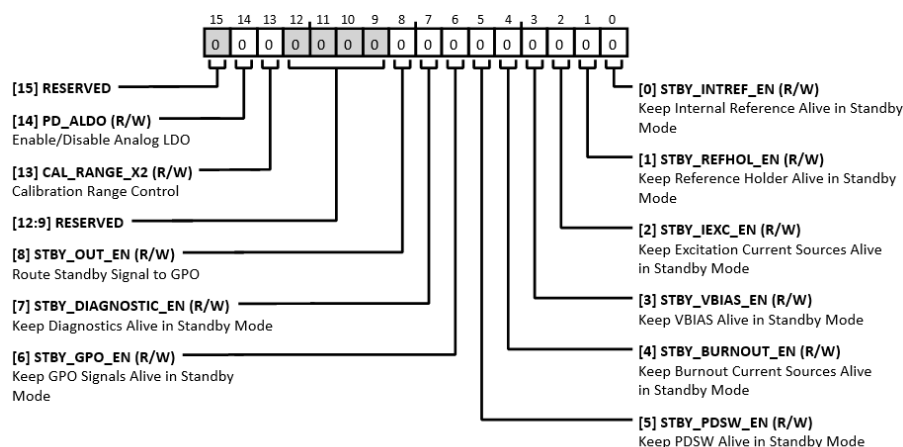 15 14 13 12 11 10 9 8 7 6 5 4 3 2 1 0
0 0 0 0 0 0 0 0 0 0 0 0 0 0 0 0
[15] RESERVED
[14] PD_ALDO (R/W)
Enable/Disable Analog LDO
[13] CAL_RANGE_X2 (R/W)
Calibration Range Control
[12:9] RESERVED
[8] STBY_OUT_EN (R/W)
Route Standby Signal to GPO
[7] STBY_DIAGNOSTIC_EN (R/W)
Keep Diagnostics Alive in Standby Mode
[6] STBY_GPO_EN (R/W)
Keep GPO Signals Alive in Standby
Mode
[0] STBY_INTREF_EN (R/W)
Keep Internal Reference Alive in Standby
Mode
[1] STBY_REFHOL_EN (R/W)
Keep Reference Holder Alive in Standby
Mode
[2] STBY_IEXC_EN (R/W)
Keep Excitation Current Sources Alive
in Standby Mode
[3] STBY_VBIAS_EN (R/W)
Keep VBIAS Alive in Standby Mode
[4] STBY_BURNOUT_EN (R/W)
Keep Burnout Current Sources Alive
in Standby Mode
[5] STBY_PDSW_EN (R/W)
Keep PDSW Alive in Standby Mode